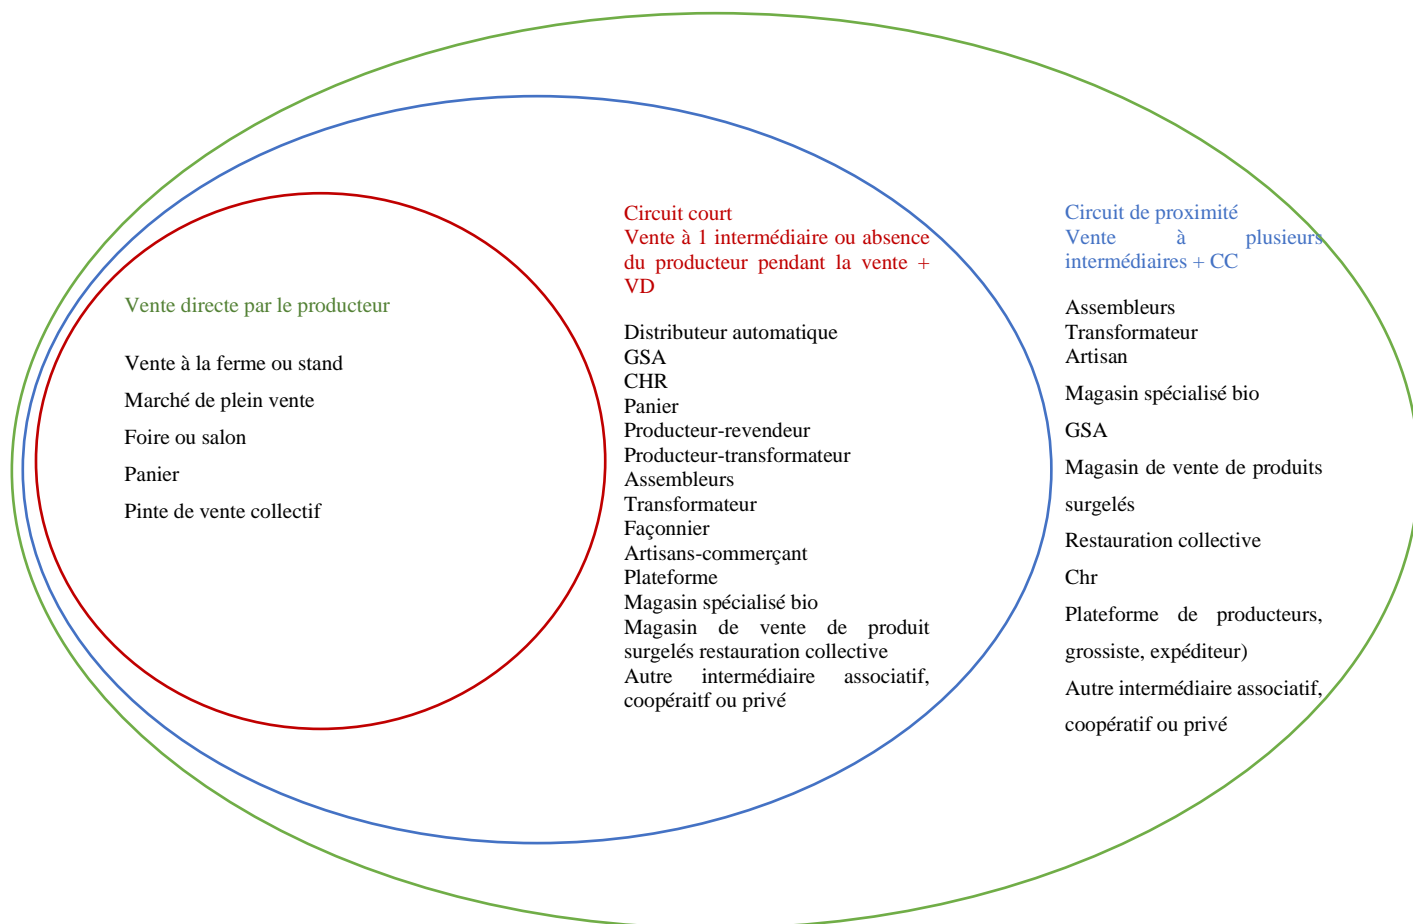 Vente directe par le producteur
Vente à la ferme ou stand
Marché de plein vente
Foire ou salon
Panier
Pinte de vente collectif
Circuit court
Vente à 1 intermédiaire ou absence
du producteur pendant la vente +
VD
Distributeur automatique
GSA
CHR
Panier
Producteur-revendeur
Producteur-transformateur
Assembleurs
Transformateur
Façonnier
Artisans-commerçant
Plateforme
Magasin spécialisé bio
Magasin de vente de produit
surgelés restauration collective
Autre intermédiaire associatif,
coopéraitf ou privé
Circuit de proximité
Vente à plusieurs
intermédiaires + CC
Assembleurs
Transformateur
Artisan
Magasin spécialisé bio
GSA
Magasin de vente de produits
surgelés
Restauration collective
Chr
Plateforme de producteurs,
grossiste, expéditeur)
Autre intermédiaire associatif,
coopératif ou privé